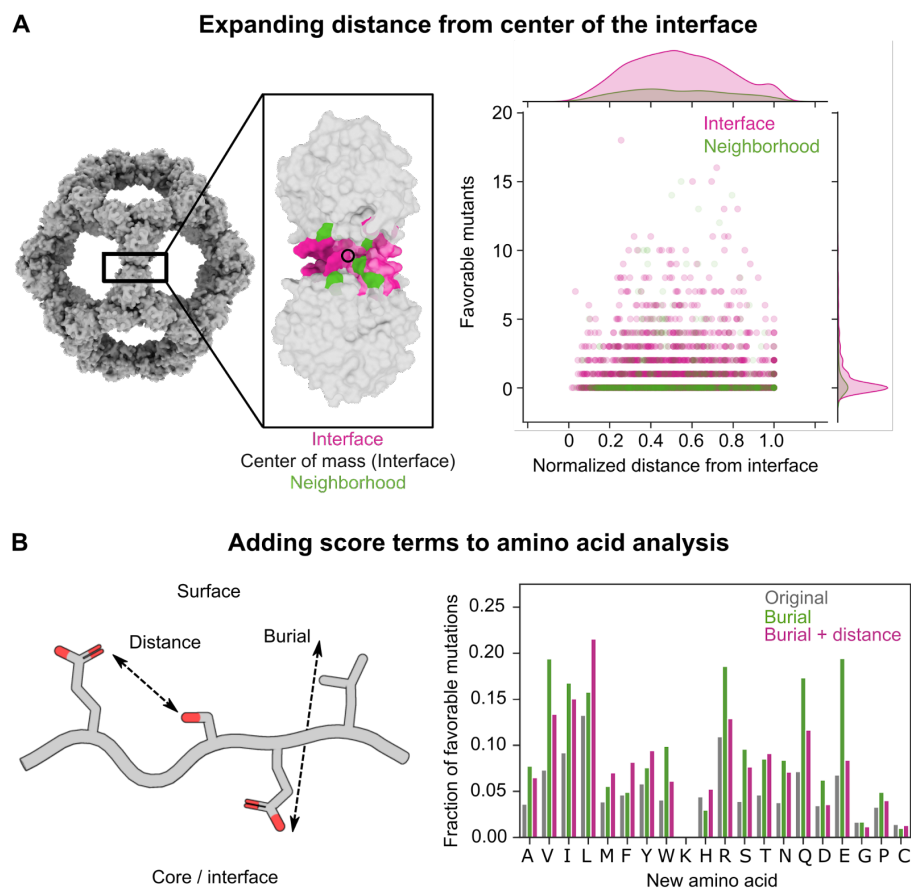 A
Expanding distance from center of the interface
Interface
Center of mass (Interface)
Neighborhood
Interface
Neighborhood
Favorable mutants
20
15
10
5
0
0 0.2 0.4 0.6 0.8 1.0
Normalized distance from interface
B
Adding score terms to amino acid analysis
Surface
Distance
Burial
Core / interface
Original
Burial
Burial + distance
Fraction of favorable mutations
0.25
0.20
0.15
0.10
0.05
0.00
A V I L M F Y W K H R S T N Q D E G P C
New amino acid